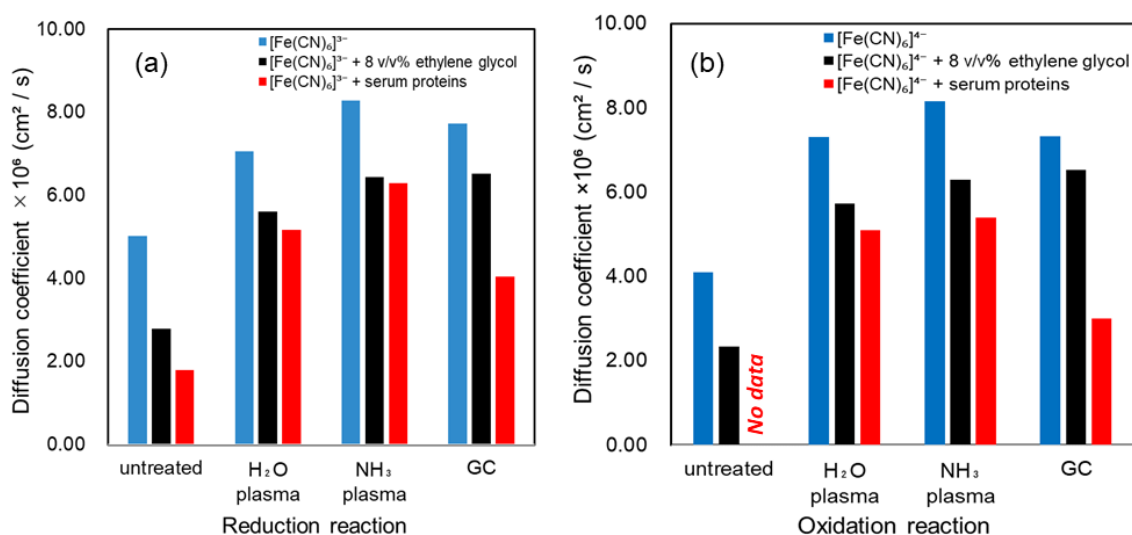 (a)
[Fe(CN)₆]³⁻
[Fe(CN)₆]³⁻ + 8 v/v% ethylene glycol
[Fe(CN)₆]³⁻ + serum proteins
Diffusion coefficient × 10⁶ (cm² / s)
10.00
8.00
6.00
4.00
2.00
0.00
untreated
H₂O
plasma
NH₃
plasma
GC
Reduction reaction
(b)
[Fe(CN)₆]⁴⁻
[Fe(CN)₆]⁴⁻ + 8 v/v% ethylene glycol
[Fe(CN)₆]⁴⁻ + serum proteins
Diffusion coefficient ×10⁶ (cm² / s)
10.00
8.00
6.00
4.00
2.00
0.00
No data
untreated
H₂O
plasma
NH₃
plasma
GC
Oxidation reaction